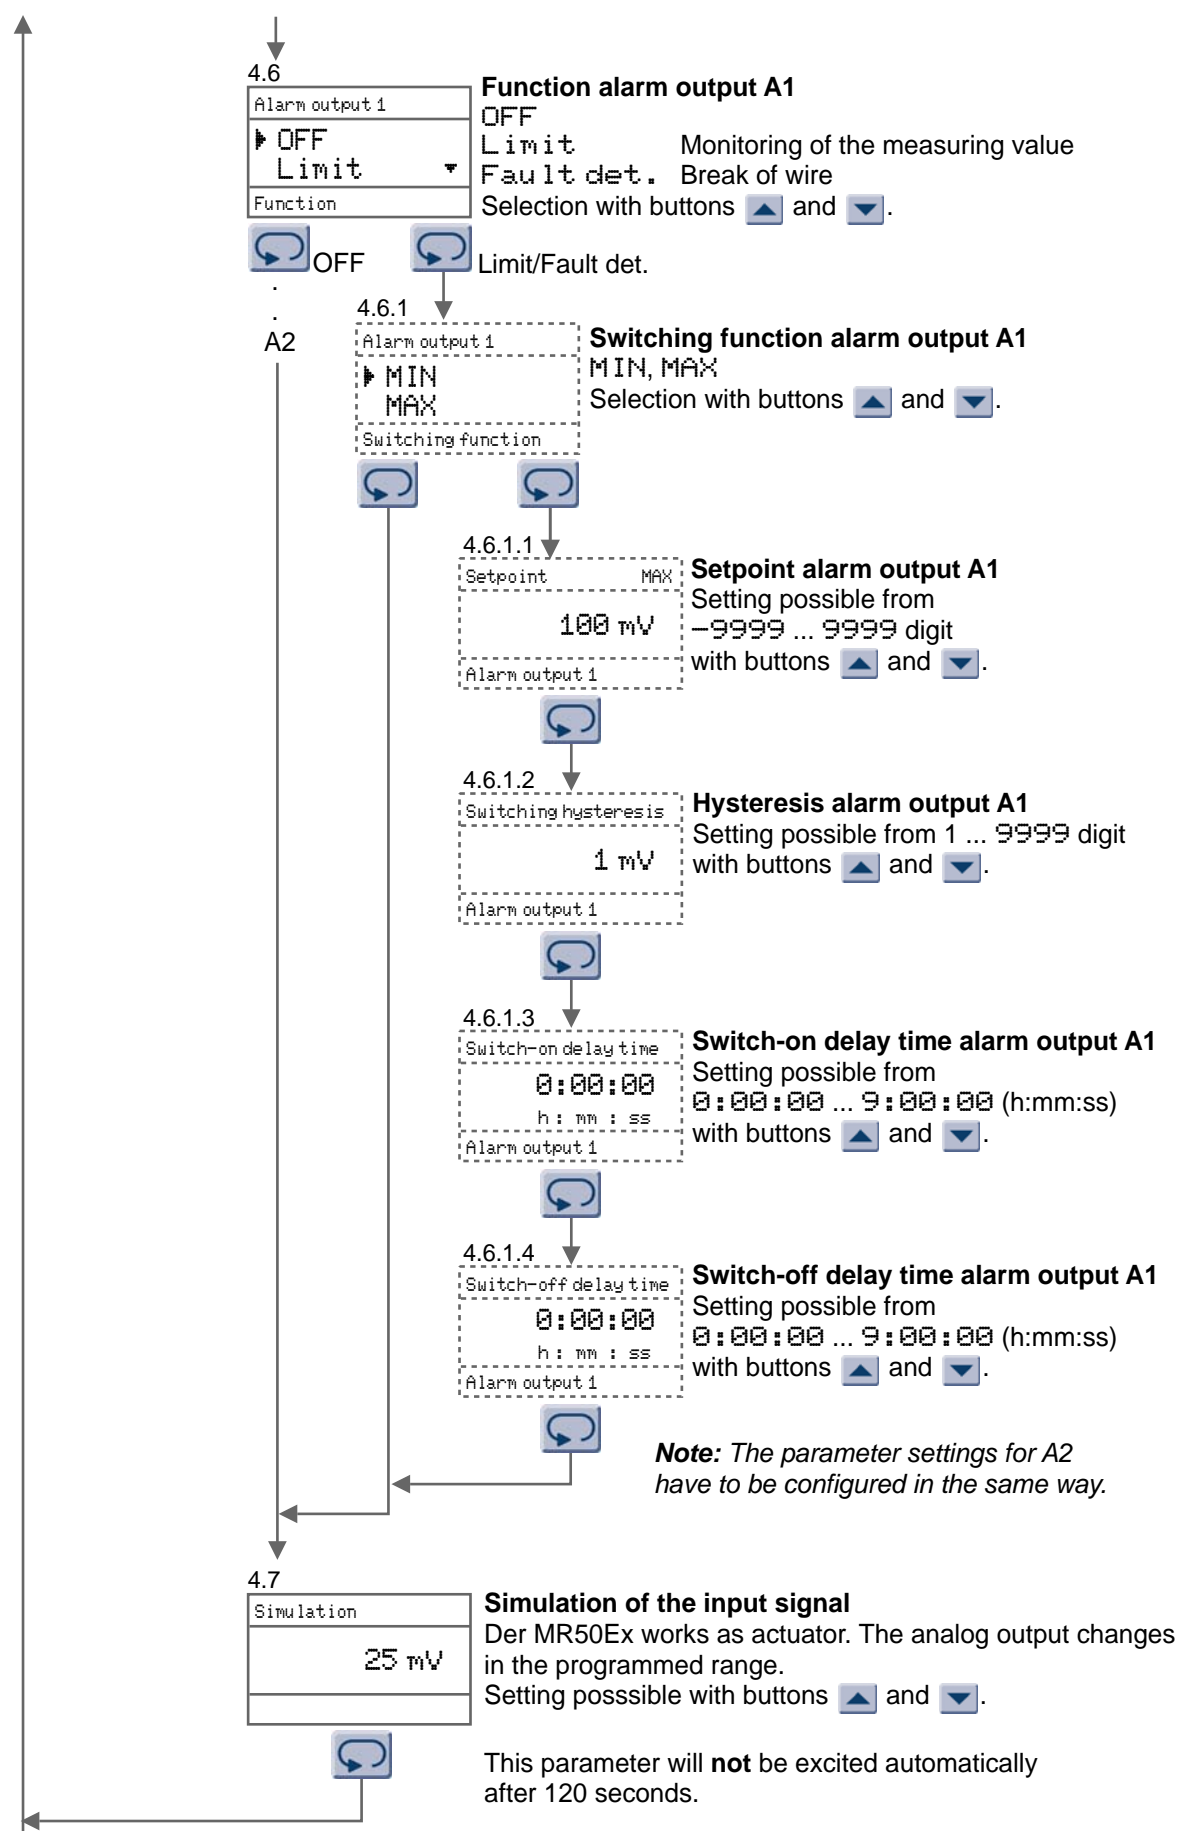 4.6
Alarm output 1
OFF
Limit
Function
Function alarm output A1
OFF
Limit Monitoring of the measuring value
Fault det. Break of wire
Selection with buttons and .
OFF
Limit/Fault det.
.
.
A2
4.6.1
Alarm output 1
MIN
MAX
Switching function
Switching function alarm output A1
MIN, MAX
Selection with buttons and .
4.6.1.1
Setpoint MAX
100 mV
Alarm output 1
Setpoint alarm output A1
Setting possible from
-9999 ... 9999 digit
with buttons and .
4.6.1.2
Switching hysteresis
1 mV
Alarm output 1
Hysteresis alarm output A1
Setting possible from 1 ... 9999 digit
with buttons and .
4.6.1.3
Switch-on delay time
0:00:00
h: mm : ss
Alarm output 1
Switch-on delay time alarm output A1
Setting possible from
0:00:00 ... 9:00:00 (h:mm:ss)
with buttons and .
4.6.1.4
Switch-off delay time
0:00:00
h: mm : ss
Alarm output 1
Switch-off delay time alarm output A1
Setting possible from
0:00:00 ... 9:00:00 (h:mm:ss)
with buttons and .
Note: The parameter settings for A2
have to be configured in the same way.
4.7
Simulation
25 mV
Simulation of the input signal
Der MR50Ex works as actuator. The analog output changes
in the programmed range.
Setting posssible with buttons and .
This parameter will not be excited automatically
after 120 seconds.